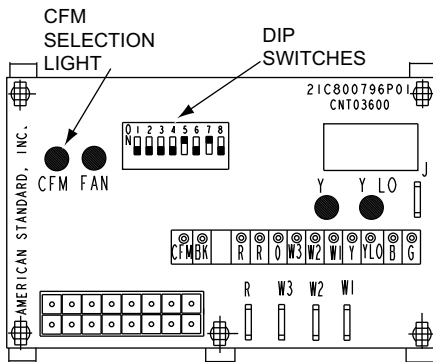 CFM
SELECTION
LIGHT
DIP
SWITCHES
21C800796P01
CNT03600
AMERICAN STANDARD, INC.
ON 1 2 3 4 5 6 7 8
J
CFM FAN
Y Y LO
CFM BK R R O W3 W2 W1 Y YLO B G
R W3 W2 W1